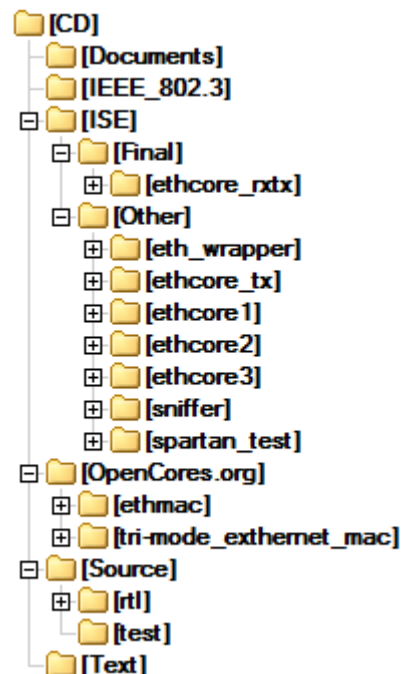 [CD]
[Documents]
[IEEE_802.3]
[ISE]
[Final]
[ethcore_rxtx]
[Other]
[eth_wrapper]
[ethcore_tx]
[ethcore1]
[ethcore2]
[ethcore3]
[sniffer]
[spartan_test]
[OpenCores.org]
[ethmac]
[tri-mode_exthernet_mac]
[Source]
[rtl]
[test]
[Text]